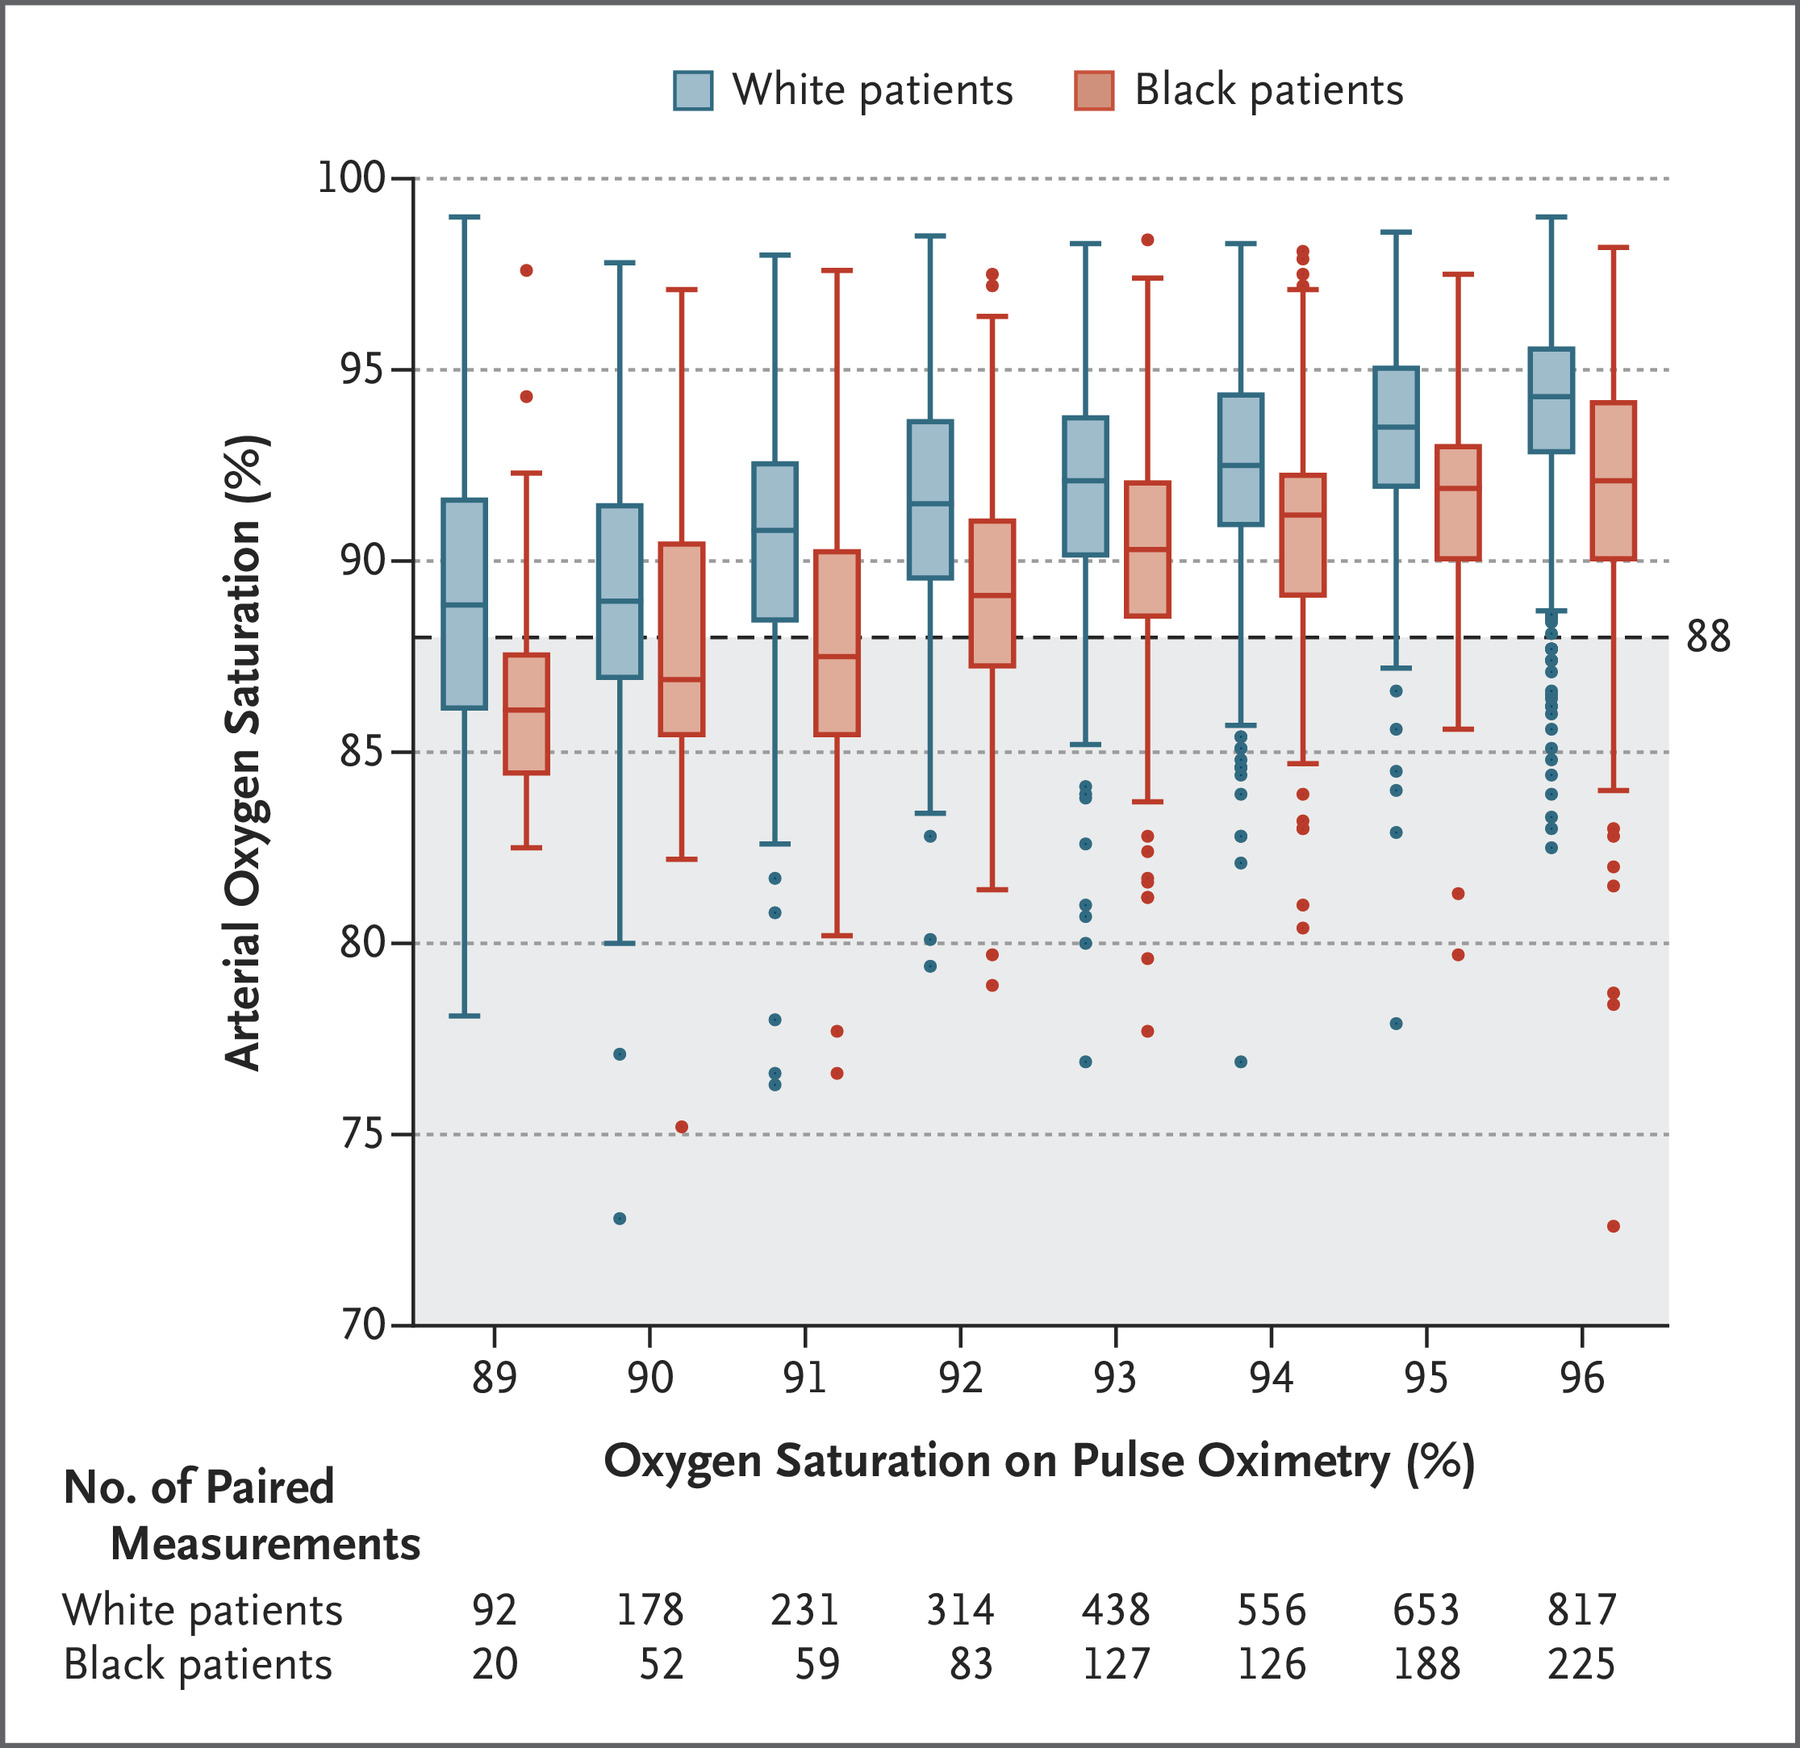 White patients Black patients
100
95
90
88
85
80
75
70
Arterial Oxygen Saturation (%)
89 90 91 92 93 94 95 96
Oxygen Saturation on Pulse Oximetry (%)
No. of Paired
Measurements
White patients 92 178 231 314 438 556 653 817
Black patients 20 52 59 83 127 126 188 225